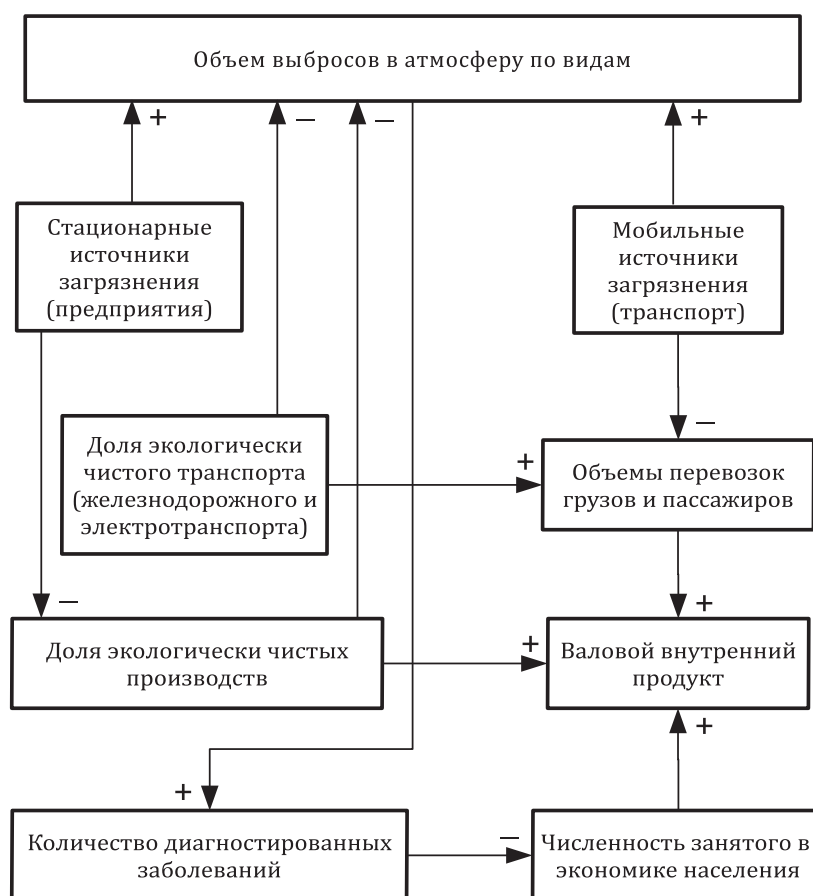 Объем выбросов в атмосферу по видам
+
—
—
+
Стационарные
источники
загрязнения
(предприятия)
Мобильные
источники
загрязнения
(транспорт)
—
Доля экологически
чистого транспорта
(железнодорожного и
электротранспорта)
+
Объемы перевозок
грузов и пассажиров
—
+
Доля экологически чистых
производств
+
Валовой внутренний
продукт
+
+
Количество диагностированных
заболеваний
—
Численность занятого в
экономике населения